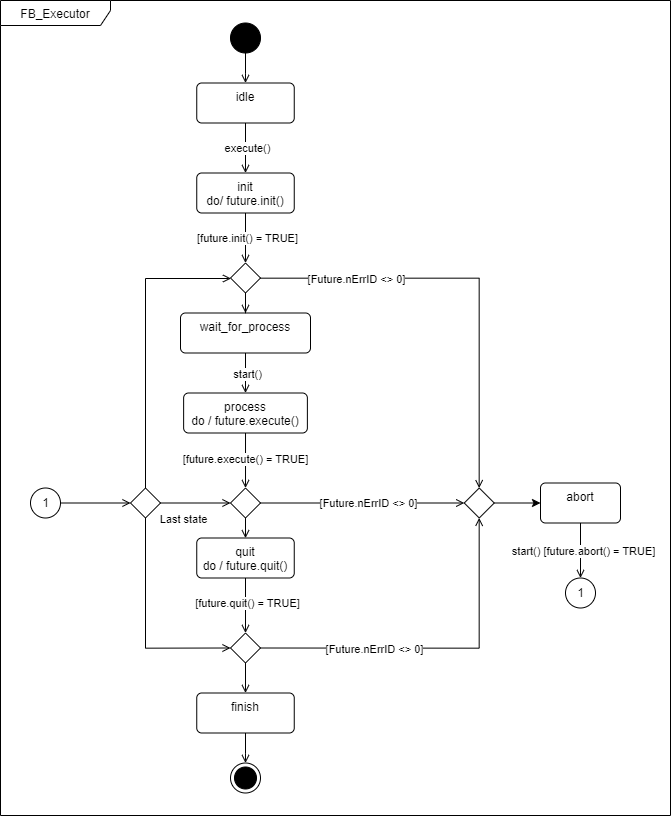 FB_Executor
idle
execute()
init
do/ future.init()
[future.init() = TRUE]
[Future.nErrID <> 0]
wait_for_process
start()
process
do / future.execute()
[future.execute() = TRUE]
1
Last state
[Future.nErrID <> 0]
abort
quit
do / future.quit()
start() [future.abort() = TRUE]
1
[future.quit() = TRUE]
[Future.nErrID <> 0]
finish